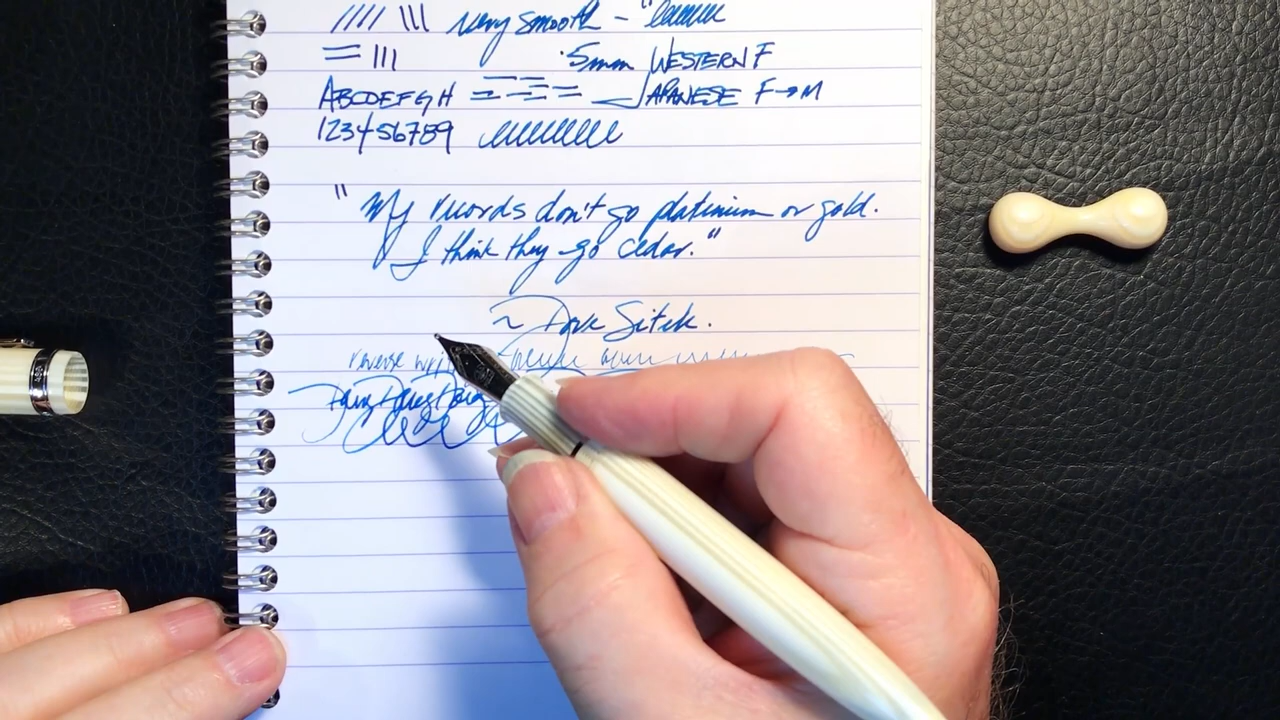 very smooth - "
.5mm WESTERN F
ABCDEFGH JAPANESE F→M
123456789
"My records don't go platinum or gold.
I think they go cedar."
~ Dave Sitek.
reverse